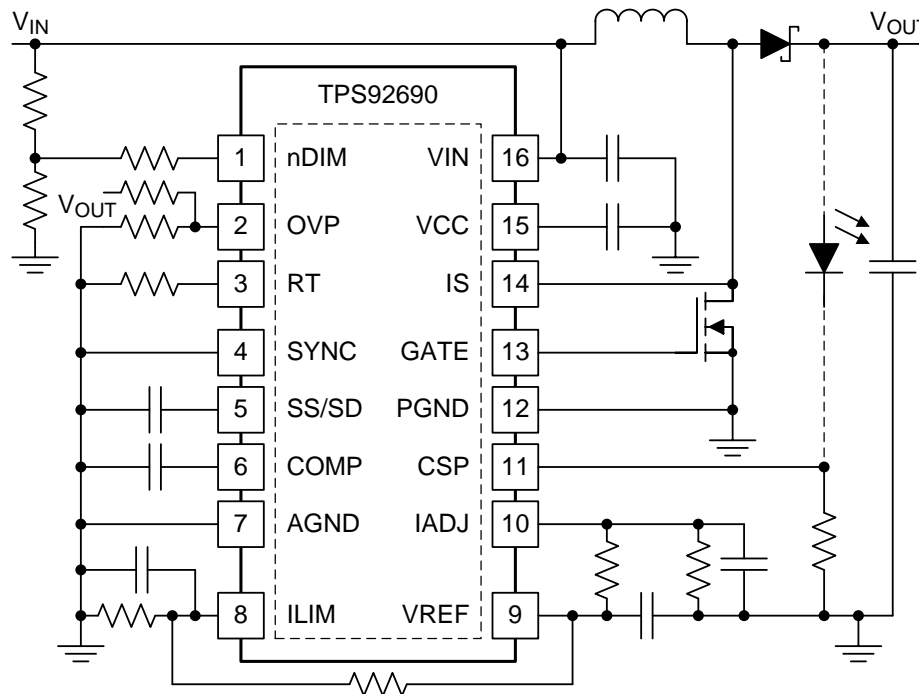 VIN
VOUT
TPS92690
1 nDIM VIN 16
VOUT
2 OVP VCC 15
3 RT IS 14
4 SYNC GATE 13
5 SS/SD PGND 12
6 COMP CSP 11
7 AGND IADJ 10
8 ILIM VREF 9